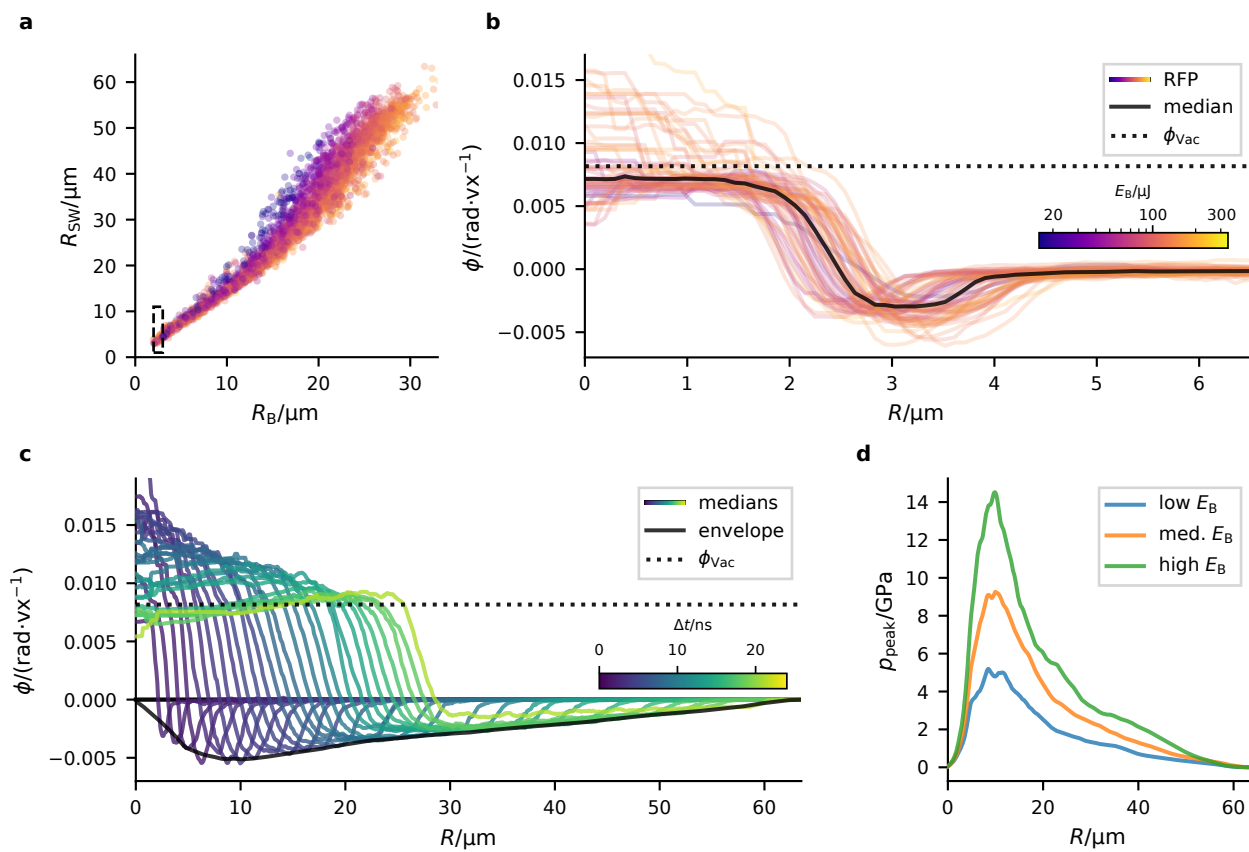 a
R_SW/μm
60
50
40
30
20
10
0
0 10 20 30
R_B/μm
b
ϕ/(rad·vx⁻¹)
0.015
0.010
0.005
0.000
−0.005
RFP
median
ϕ_Vac
E_B/μJ
20 100 300
0 1 2 3 4 5 6
R/μm
c
ϕ/(rad·vx⁻¹)
0.015
0.010
0.005
0.000
−0.005
medians
envelope
ϕ_Vac
Δt/ns
0 10 20
0 10 20 30 40 50 60
R/μm
d
p_peak/GPa
14
12
10
8
6
4
2
0
low E_B
med. E_B
high E_B
0 20 40 60
R/μm